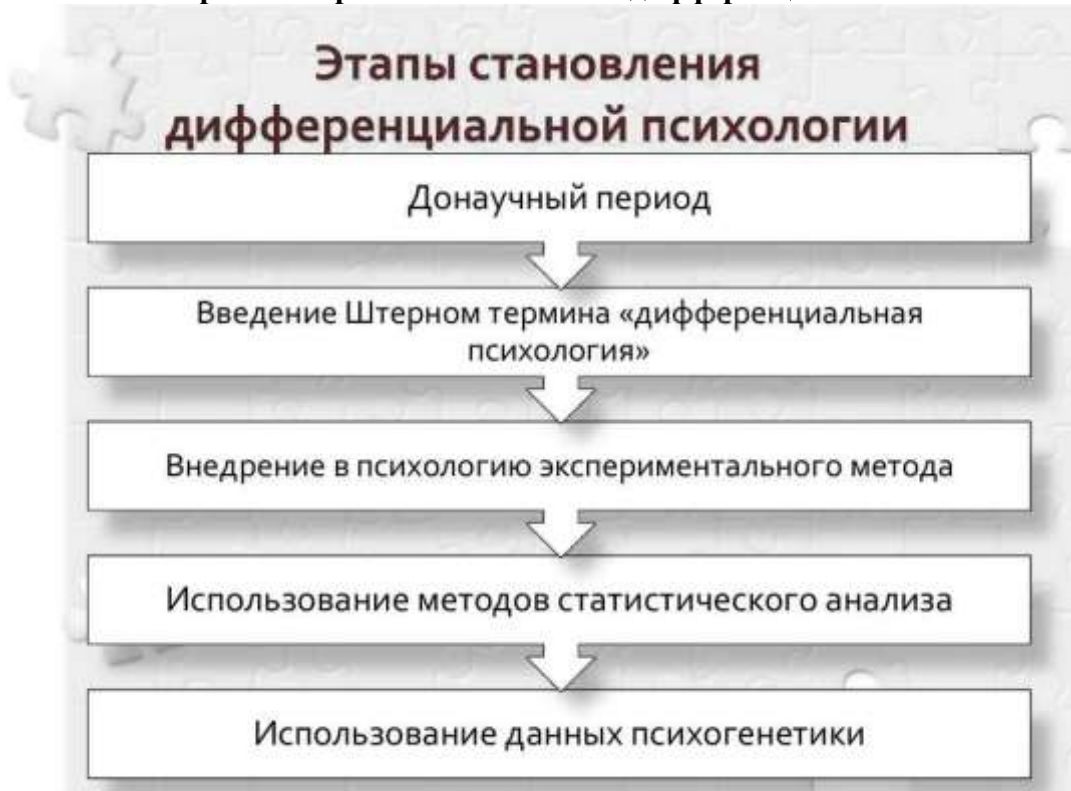 Этапы становления
дифференциальной психологии
Донаучный период
Введение Штерном термина «дифференциальная
психология»
Внедрение в психологию экспериментального метода
Использование методов статистического анализа
Использование данных психогенетики